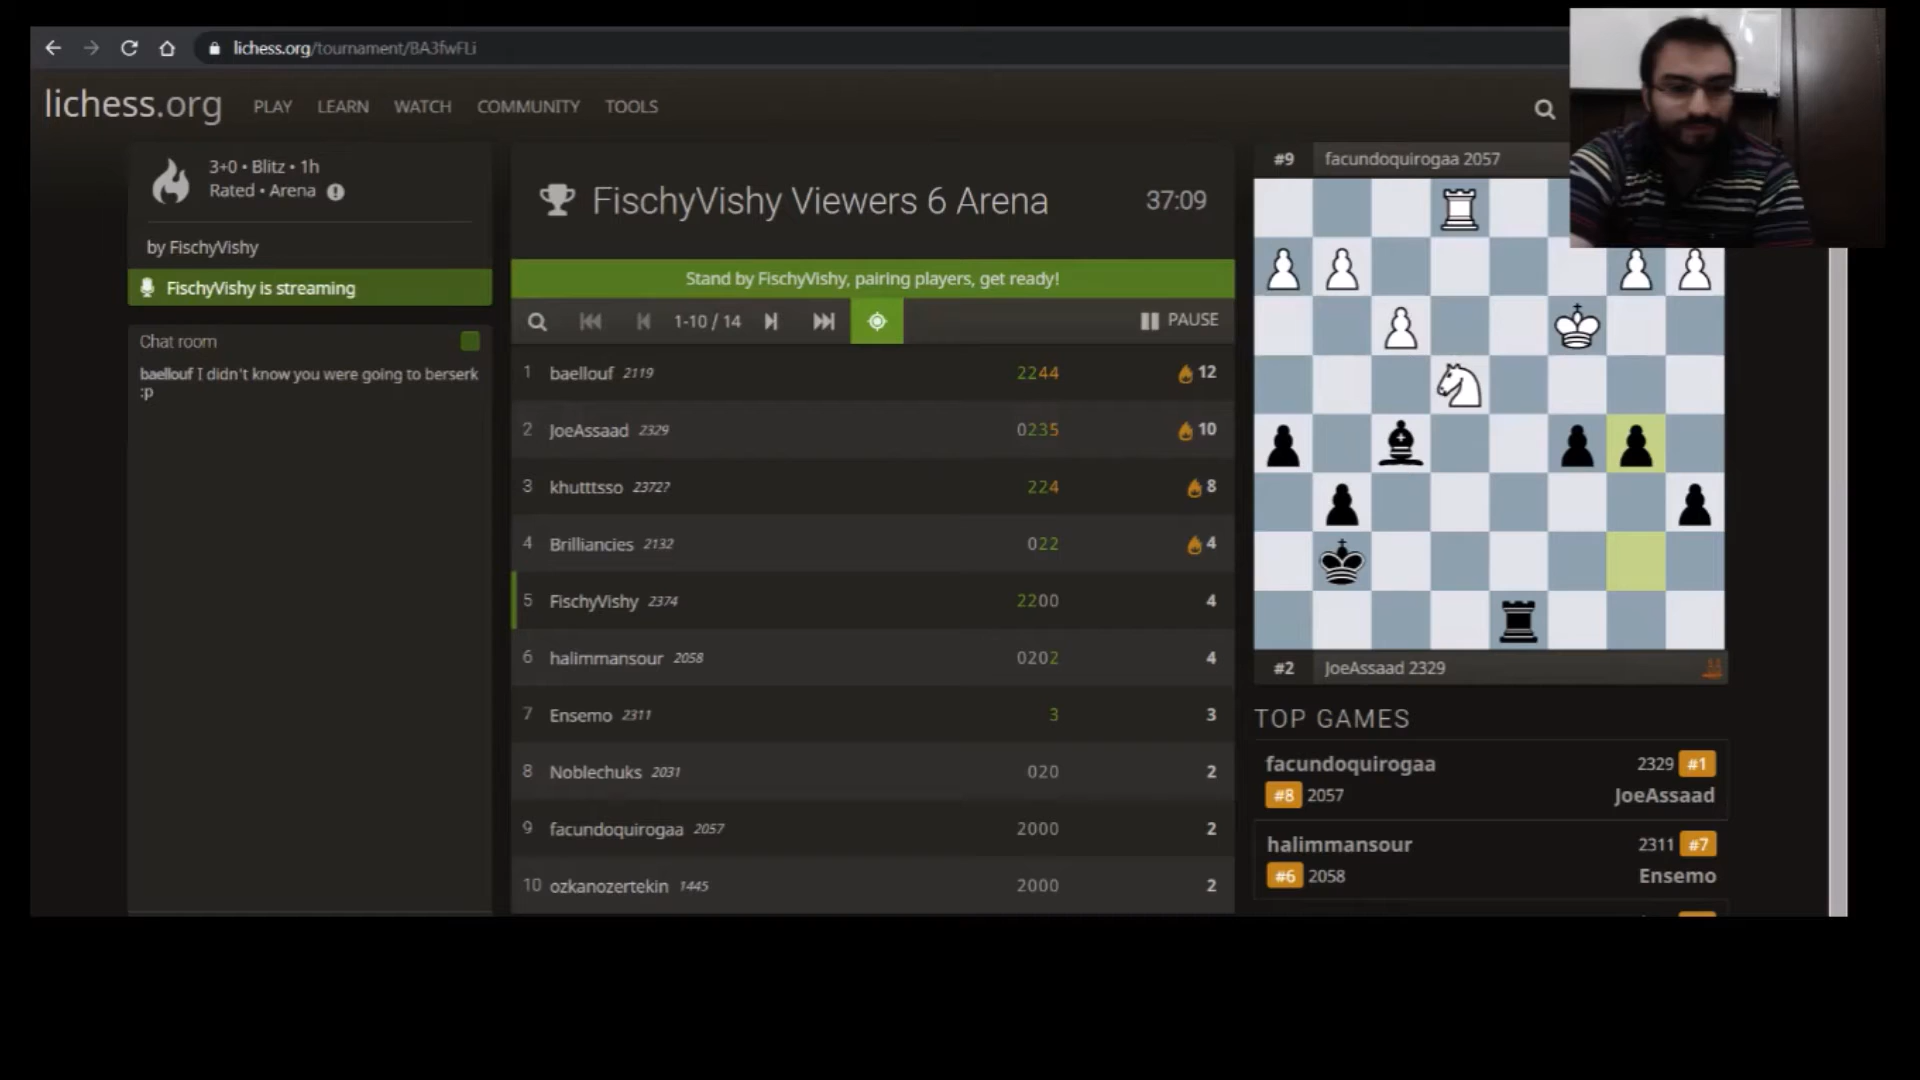 lichess.org/tournament/BA3fwFLi
lichess.org PLAY LEARN WATCH COMMUNITY TOOLS
3+0 • Blitz • 1h
Rated • Arena
by FischyVishy
FischyVishy is streaming
Chat room
baellouf I didn't know you were going to berserk
:p
FischyVishy Viewers 6 Arena 37:09
Stand by FischyVishy, pairing players, get ready!
1-10 / 14 PAUSE
1 baellouf 2119 2244 12
2 JoeAssaad 2329 0235 10
3 khutttsso 2372? 224 8
4 Brilliancies 2132 022 4
5 FischyVishy 2374 2200 4
6 halimmansour 2058 0202 4
7 Ensemo 2311 3 3
8 Noblechuks 2031 020 2
9 facundoquirogaa 2057 2000 2
10 ozkanozertekin 1445 2000 2
#9 facundoquirogaa 2057
#2 JoeAssaad 2329
TOP GAMES
facundoquirogaa 2329 #1
#8 2057 JoeAssaad
halimmansour 2311 #7
#6 2058 Ensemo